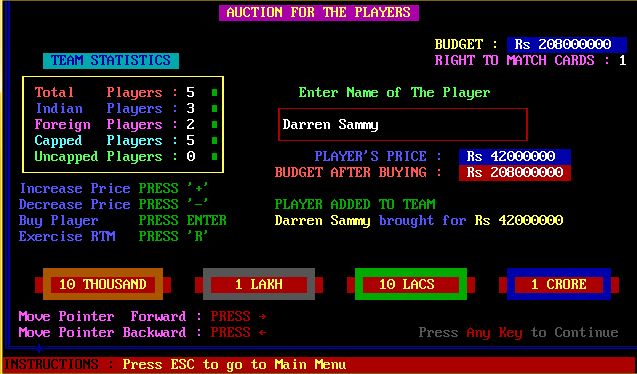 AUCTION FOR THE PLAYERS
BUDGET : Rs 208000000
RIGHT TO MATCH CARDS : 1
TEAM STATISTICS
Total Players : 5
Indian Players : 3
Foreign Players : 2
Capped Players : 5
Uncapped Players : 0
Enter Name of The Player
Darren Sammy
PLAYER'S PRICE : Rs 42000000
BUDGET AFTER BUYING : Rs 208000000
Increase Price PRESS '+'
Decrease Price PRESS '-'
Buy Player PRESS ENTER
Exercise RTM PRESS 'R'
PLAYER ADDED TO TEAM
Darren Sammy brought for Rs 42000000
10 THOUSAND 1 LAKH 10 LACS 1 CRORE
Move Pointer Forward : PRESS →
Move Pointer Backward : PRESS ←
Press Any Key to Continue
INSTRUCTIONS : Press ESC to go to Main Menu